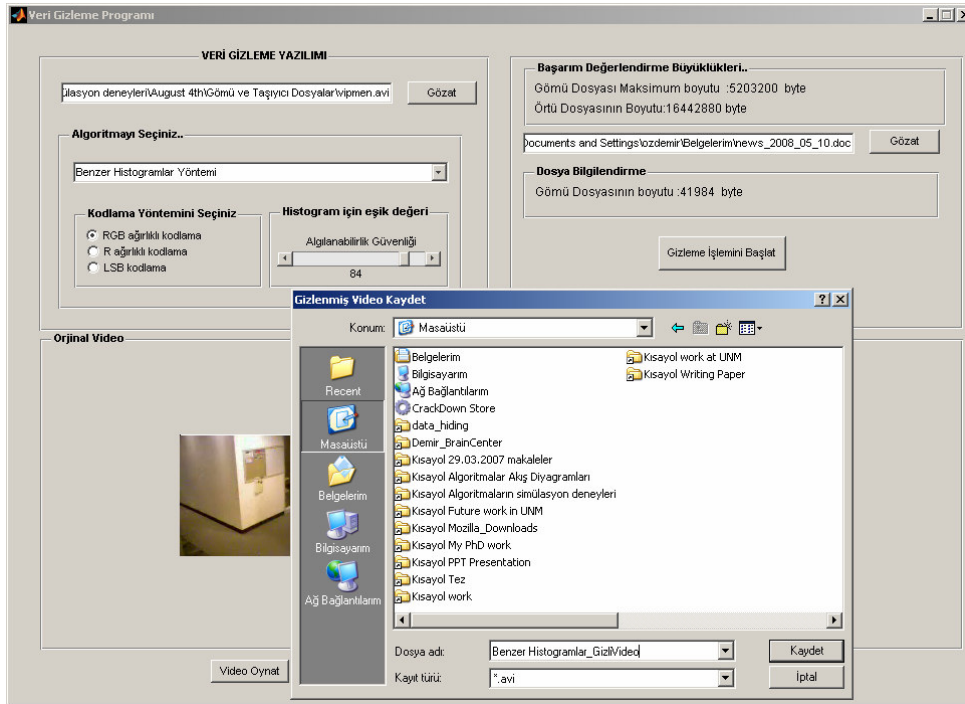 Veri Gizleme Programı
VERİ GİZLEME YAZILIMI
ülasyon deneyleri\August 4th\Gömü ve Taşıyıcı Dosyalar\vipmen.avi
Gözat
Algoritmayı Seçiniz..
Benzer Histogramlar Yöntemi
Kodlama Yöntemini Seçiniz
RGB ağırlıklı kodlama
R ağırlıklı kodlama
LSB kodlama
Histogram için eşik değeri
Algılanabilirlik Güvenliği
84
Başarım Değerlendirme Büyüklükleri..
Gömü Dosyası Maksimum boyutu :5203200 byte
Örtü Dosyasının Boyutu:16442880 byte
Documents and Settings\ozdemir\Belgelerim\news_2008_05_10.doc
Gözat
Dosya Bilgilendirme
Gömü Dosyasının boyutu :41984 byte
Gizleme İşlemini Başlat
Orjinal Video
Video Oynat
Gizlenmiş Video Kaydet
Konum:
Masaüstü
Recent
Masaüstü
Belgelerim
Bilgisayarım
Ağ Bağlantılarım
Belgelerim
Bilgisayarım
Ağ Bağlantılarım
CrackDown Store
data_hiding
Demir_BrainCenter
Kısayol 29.03.2007 makaleler
Kısayol Algoritmalar Akış Diyagramları
Kısayol Algoritmaların simülasyon deneyleri
Kısayol Future work in UNM
Kısayol Mozilla_Downloads
Kısayol My PhD work
Kısayol PPT Presentation
Kısayol Tez
Kısayol work
Kısayol work at UNM
Kısayol Writing Paper
Dosya adı:
Benzer Histogramlar_GizliVideo
Kaydet
Kayıt türü:
*.avi
İptal